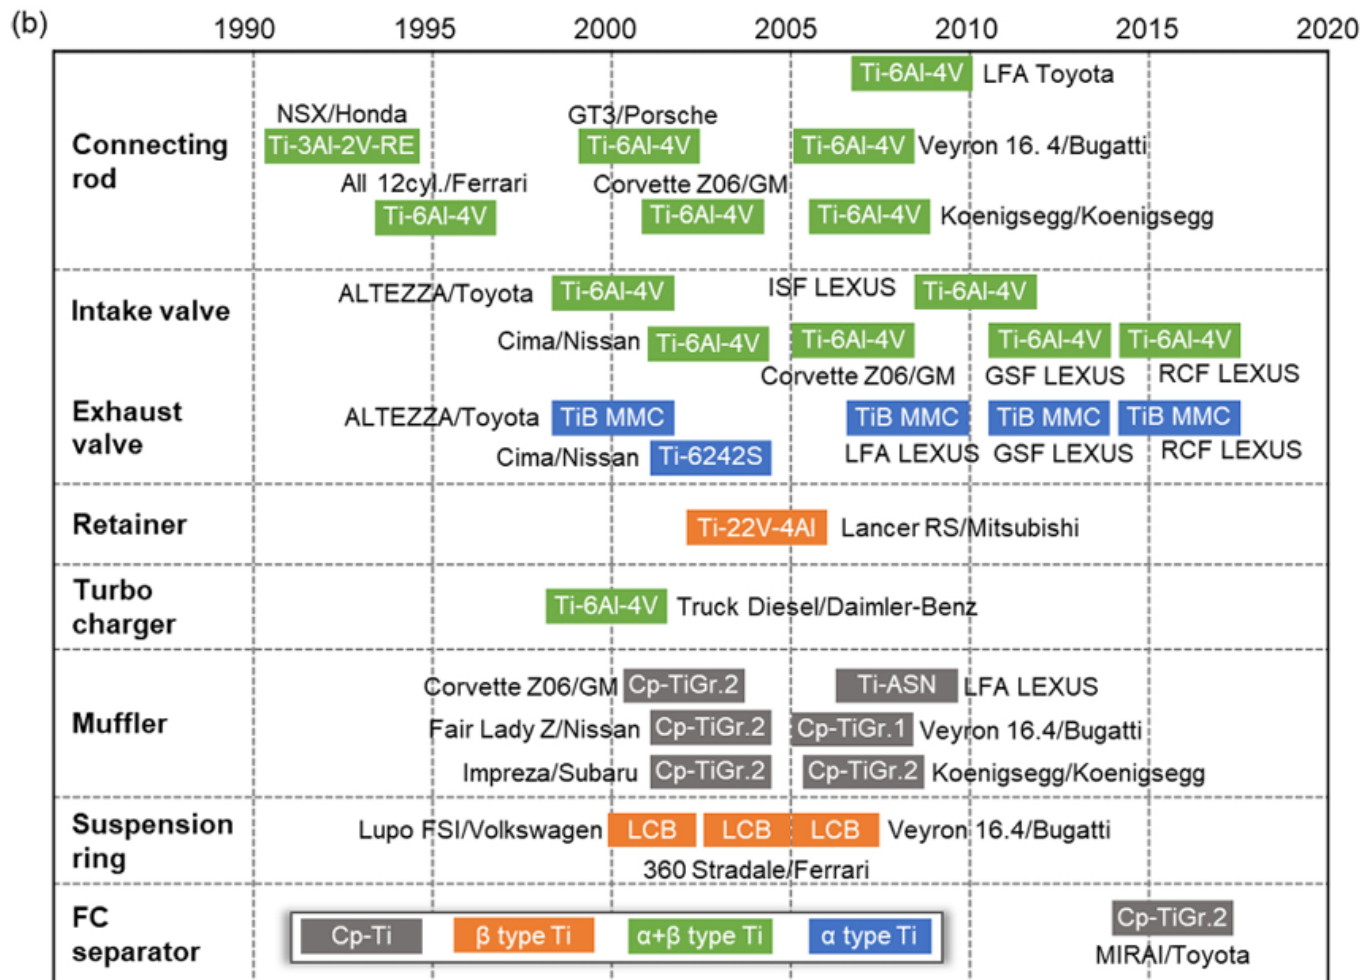 (b)
1990 1995 2000 2005 2010 2015 2020
Ti-6Al-4V LFA Toyota
NSX/Honda GT3/Porsche
Connecting
rod
Ti-3Al-2V-RE Ti-6Al-4V Ti-6Al-4V Veyron 16. 4/Bugatti
All 12cyl./Ferrari Corvette Z06/GM
Ti-6Al-4V Ti-6Al-4V Ti-6Al-4V Koenigsegg/Koenigsegg
Intake valve
ALTEZZA/Toyota Ti-6Al-4V ISF LEXUS Ti-6Al-4V
Cima/Nissan Ti-6Al-4V Ti-6Al-4V Ti-6Al-4V Ti-6Al-4V
Corvette Z06/GM GSF LEXUS RCF LEXUS
Exhaust
valve
ALTEZZA/Toyota TiB MMC TiB MMC TiB MMC TiB MMC
Cima/Nissan Ti-6242S LFA LEXUS GSF LEXUS RCF LEXUS
Retainer
Ti-22V-4Al Lancer RS/Mitsubishi
Turbo
charger
Ti-6Al-4V Truck Diesel/Daimler-Benz
Muffler
Corvette Z06/GM Cp-TiGr.2 Ti-ASN LFA LEXUS
Fair Lady Z/Nissan Cp-TiGr.2 Cp-TiGr.1 Veyron 16.4/Bugatti
Impreza/Subaru Cp-TiGr.2 Cp-TiGr.2 Koenigsegg/Koenigsegg
Suspension
ring
Lupo FSI/Volkswagen LCB LCB LCB Veyron 16.4/Bugatti
360 Stradale/Ferrari
FC
separator
Cp-TiGr.2
MIRAI/Toyota
Cp-Ti β type Ti α+β type Ti α type Ti